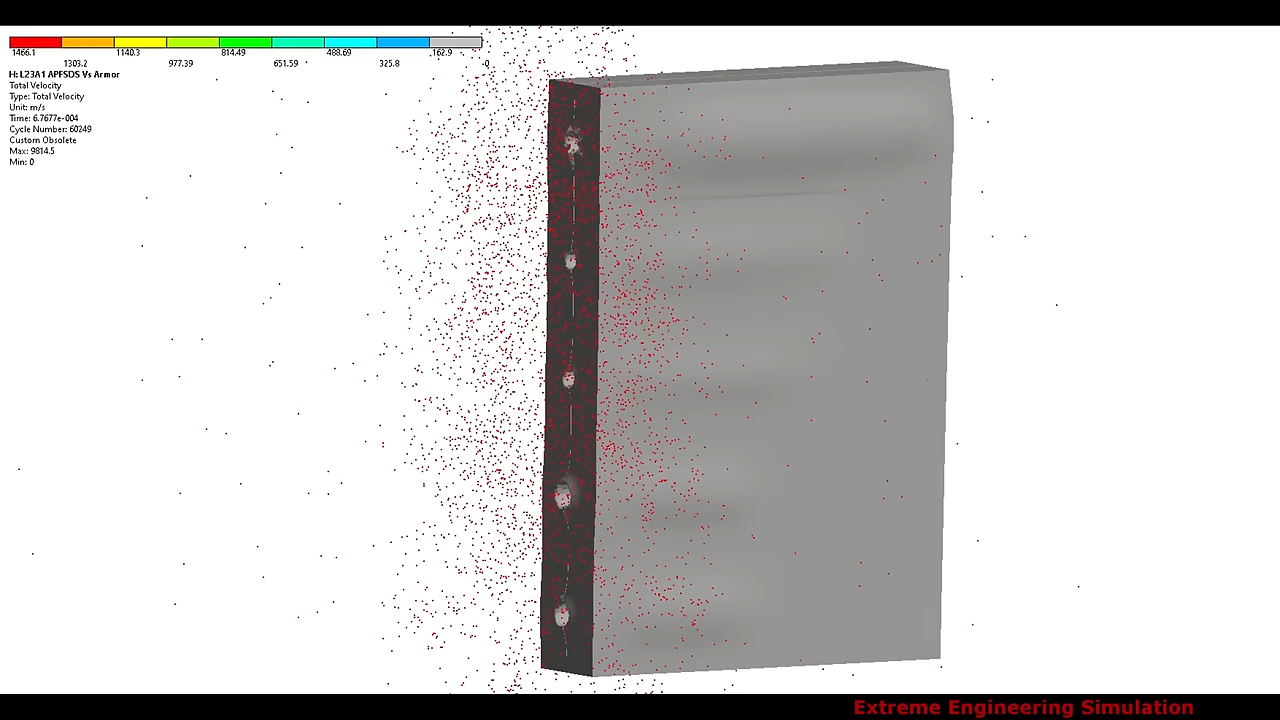 1466.1 1140.3 814.49 488.69 162.9
1303.2 977.39 651.59 325.8 0
H: L23A1 APFSDS Vs Armor
Total Velocity
Type: Total Velocity
Unit: m/s
Time: 6.7677e-004
Cycle Number: 60249
Custom Obsolete
Max: 9814.5
Min: 0
Extreme Engineering Simulation